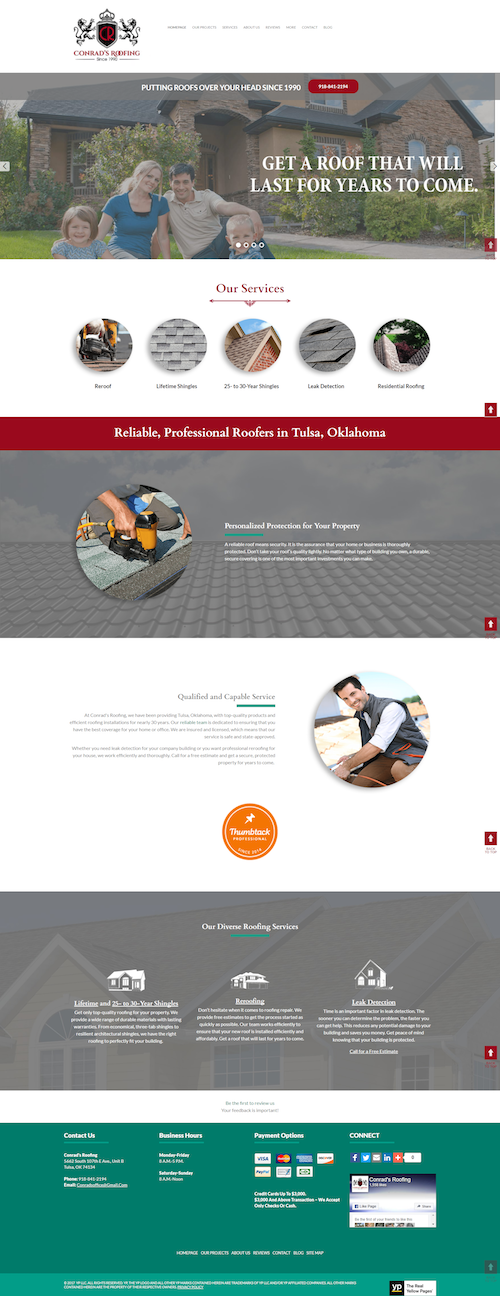 CR
CONRAD'S ROOFING
Since 1990
HOMEPAGE OUR PROJECTS SERVICES ABOUT US REVIEWS MORE CONTACT BLOG
PUTTING ROOFS OVER YOUR HEAD SINCE 1990
918-841-2194
GET A ROOF THAT WILL
LAST FOR YEARS TO COME.
Our Services
Reroof
Lifetime Shingles
25- to 30-Year Shingles
Leak Detection
Residential Roofing
Reliable, Professional Roofers in Tulsa, Oklahoma
Personalized Protection for Your Property
A reliable roof means security. It is the assurance that your home or business is thoroughly
protected. Don't take your roof's quality lightly. No matter what type of building you own, a durable,
secure covering is one of the most important investments you can make.
Qualified and Capable Service
At Conrad's Roofing, we have been providing Tulsa, Oklahoma, with top-quality products and
efficient roofing installations for nearly 30 years. Our reliable team is dedicated to ensuring that you
have the best coverage for your home or office. We are insured and licensed, which means that our
service is safe and state approved.
Whether you need leak detection for your company building or you want professional reroofing for
your house, we work efficiently and thoroughly. Call for a free estimate and get a secure, protected
property for years to come.
Thumbtack
PROFESSIONAL
SINCE 2014
BACK
TO TOP
Our Diverse Roofing Services
Lifetime and 25- to 30-Year Shingles
Get only top-quality roofing for your property. We
provide a wide range of durable materials with lasting
warranties. From economical, three-tab shingles to
resilient architectural shingles, we have the right
roofing to perfectly fit your building.
Reroofing
Don't hesitate when it comes to roofing repair. We
provide free estimates to get the process started as
quickly as possible. Our team works efficiently to
ensure that your new roof is installed efficiently and
affordably. Get a roof that will last for years to come.
Leak Detection
Time is an important factor in leak detection. The
sooner you can determine the problem, the faster you
can get help. This reduces any potential damage to your
building and saves you money. Get peace of mind
knowing that your building is protected.
Call for a Free Estimate
Be the first to review us
Your feedback is important!
Contact Us
Conrad's Roofing
5662 South 107th E Ave., Unit B
Tulsa, OK 74134
Phone: 918-841-2194
Email: Conradsoffice@Gmail.Com
Business Hours
Monday-Friday
8 A.M.-5 P.M.
Saturday-Sunday
8 A.M.-Noon
Payment Options
VISA
PayPal
Credit Cards Up To $3,000.
$3,000 And Above Transaction – We Accept
Only Checks Or Cash.
CONNECT
0
Conrad's Roofing
Like Page
Share
Be the first of your friends to like this
HOMEPAGE OUR PROJECTS ABOUT US REVIEWS CONTACT BLOG SITE MAP
© 2017 YP LLC. ALL RIGHTS RESERVED. YP, THE YP LOGO AND ALL OTHER YP MARKS CONTAINED HEREIN ARE TRADEMARKS OF YP LLC AND/OR YP AFFILIATED COMPANIES. ALL OTHER MARKS
CONTAINED HEREIN ARE THE PROPERTY OF THEIR RESPECTIVE OWNERS. PRIVACY POLICY
yp
The Real
Yellow Pages